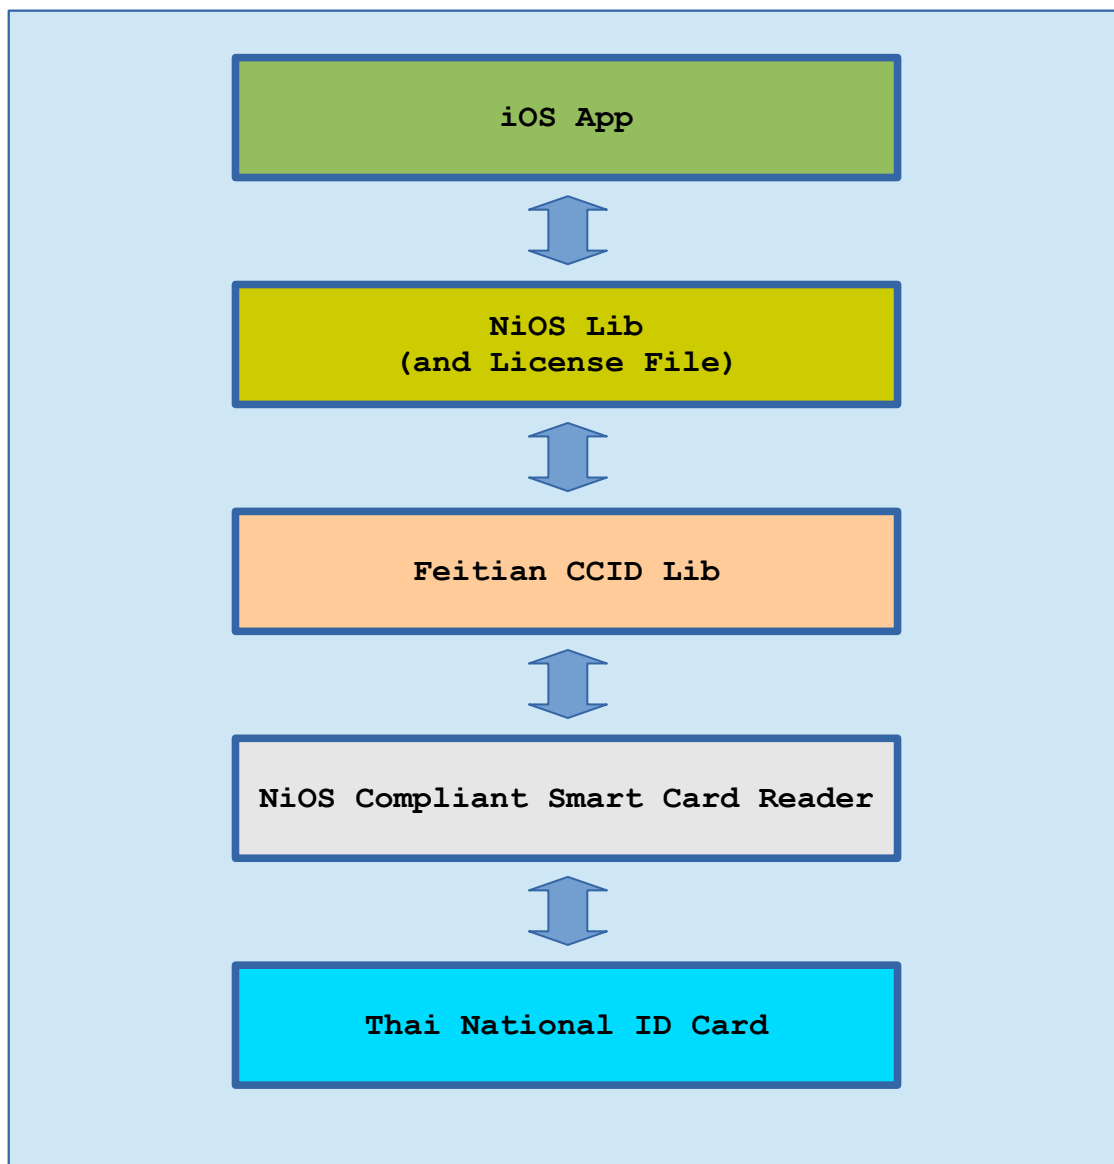 iOS App
NiOS Lib
(and License File)
Feitian CCID Lib
NiOS Compliant Smart Card Reader
Thai National ID Card